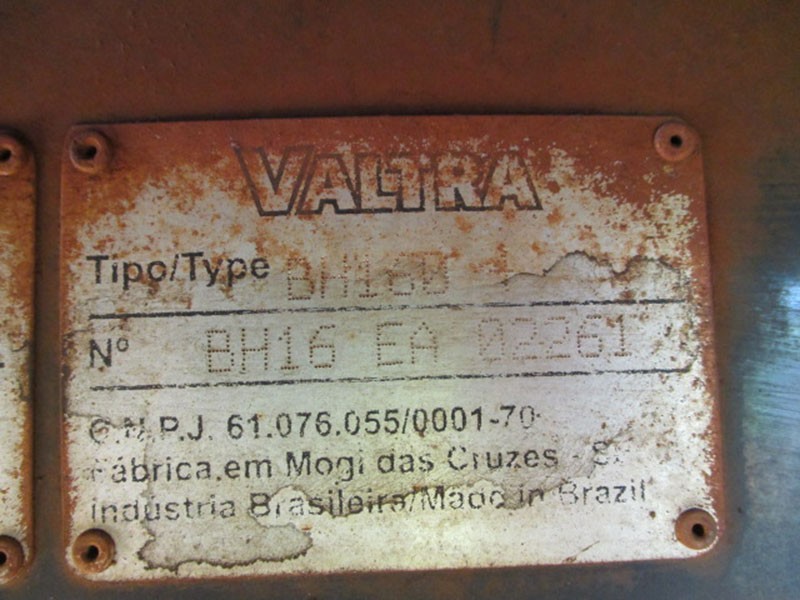 VALTRA
Tipo/Type BH180
Nº BH16 EA 02261
C.N.P.J. 61.076.055/0001-70
Fábrica em Mogi das Cruzes -
Indústria Brasileira/Made in Brazil